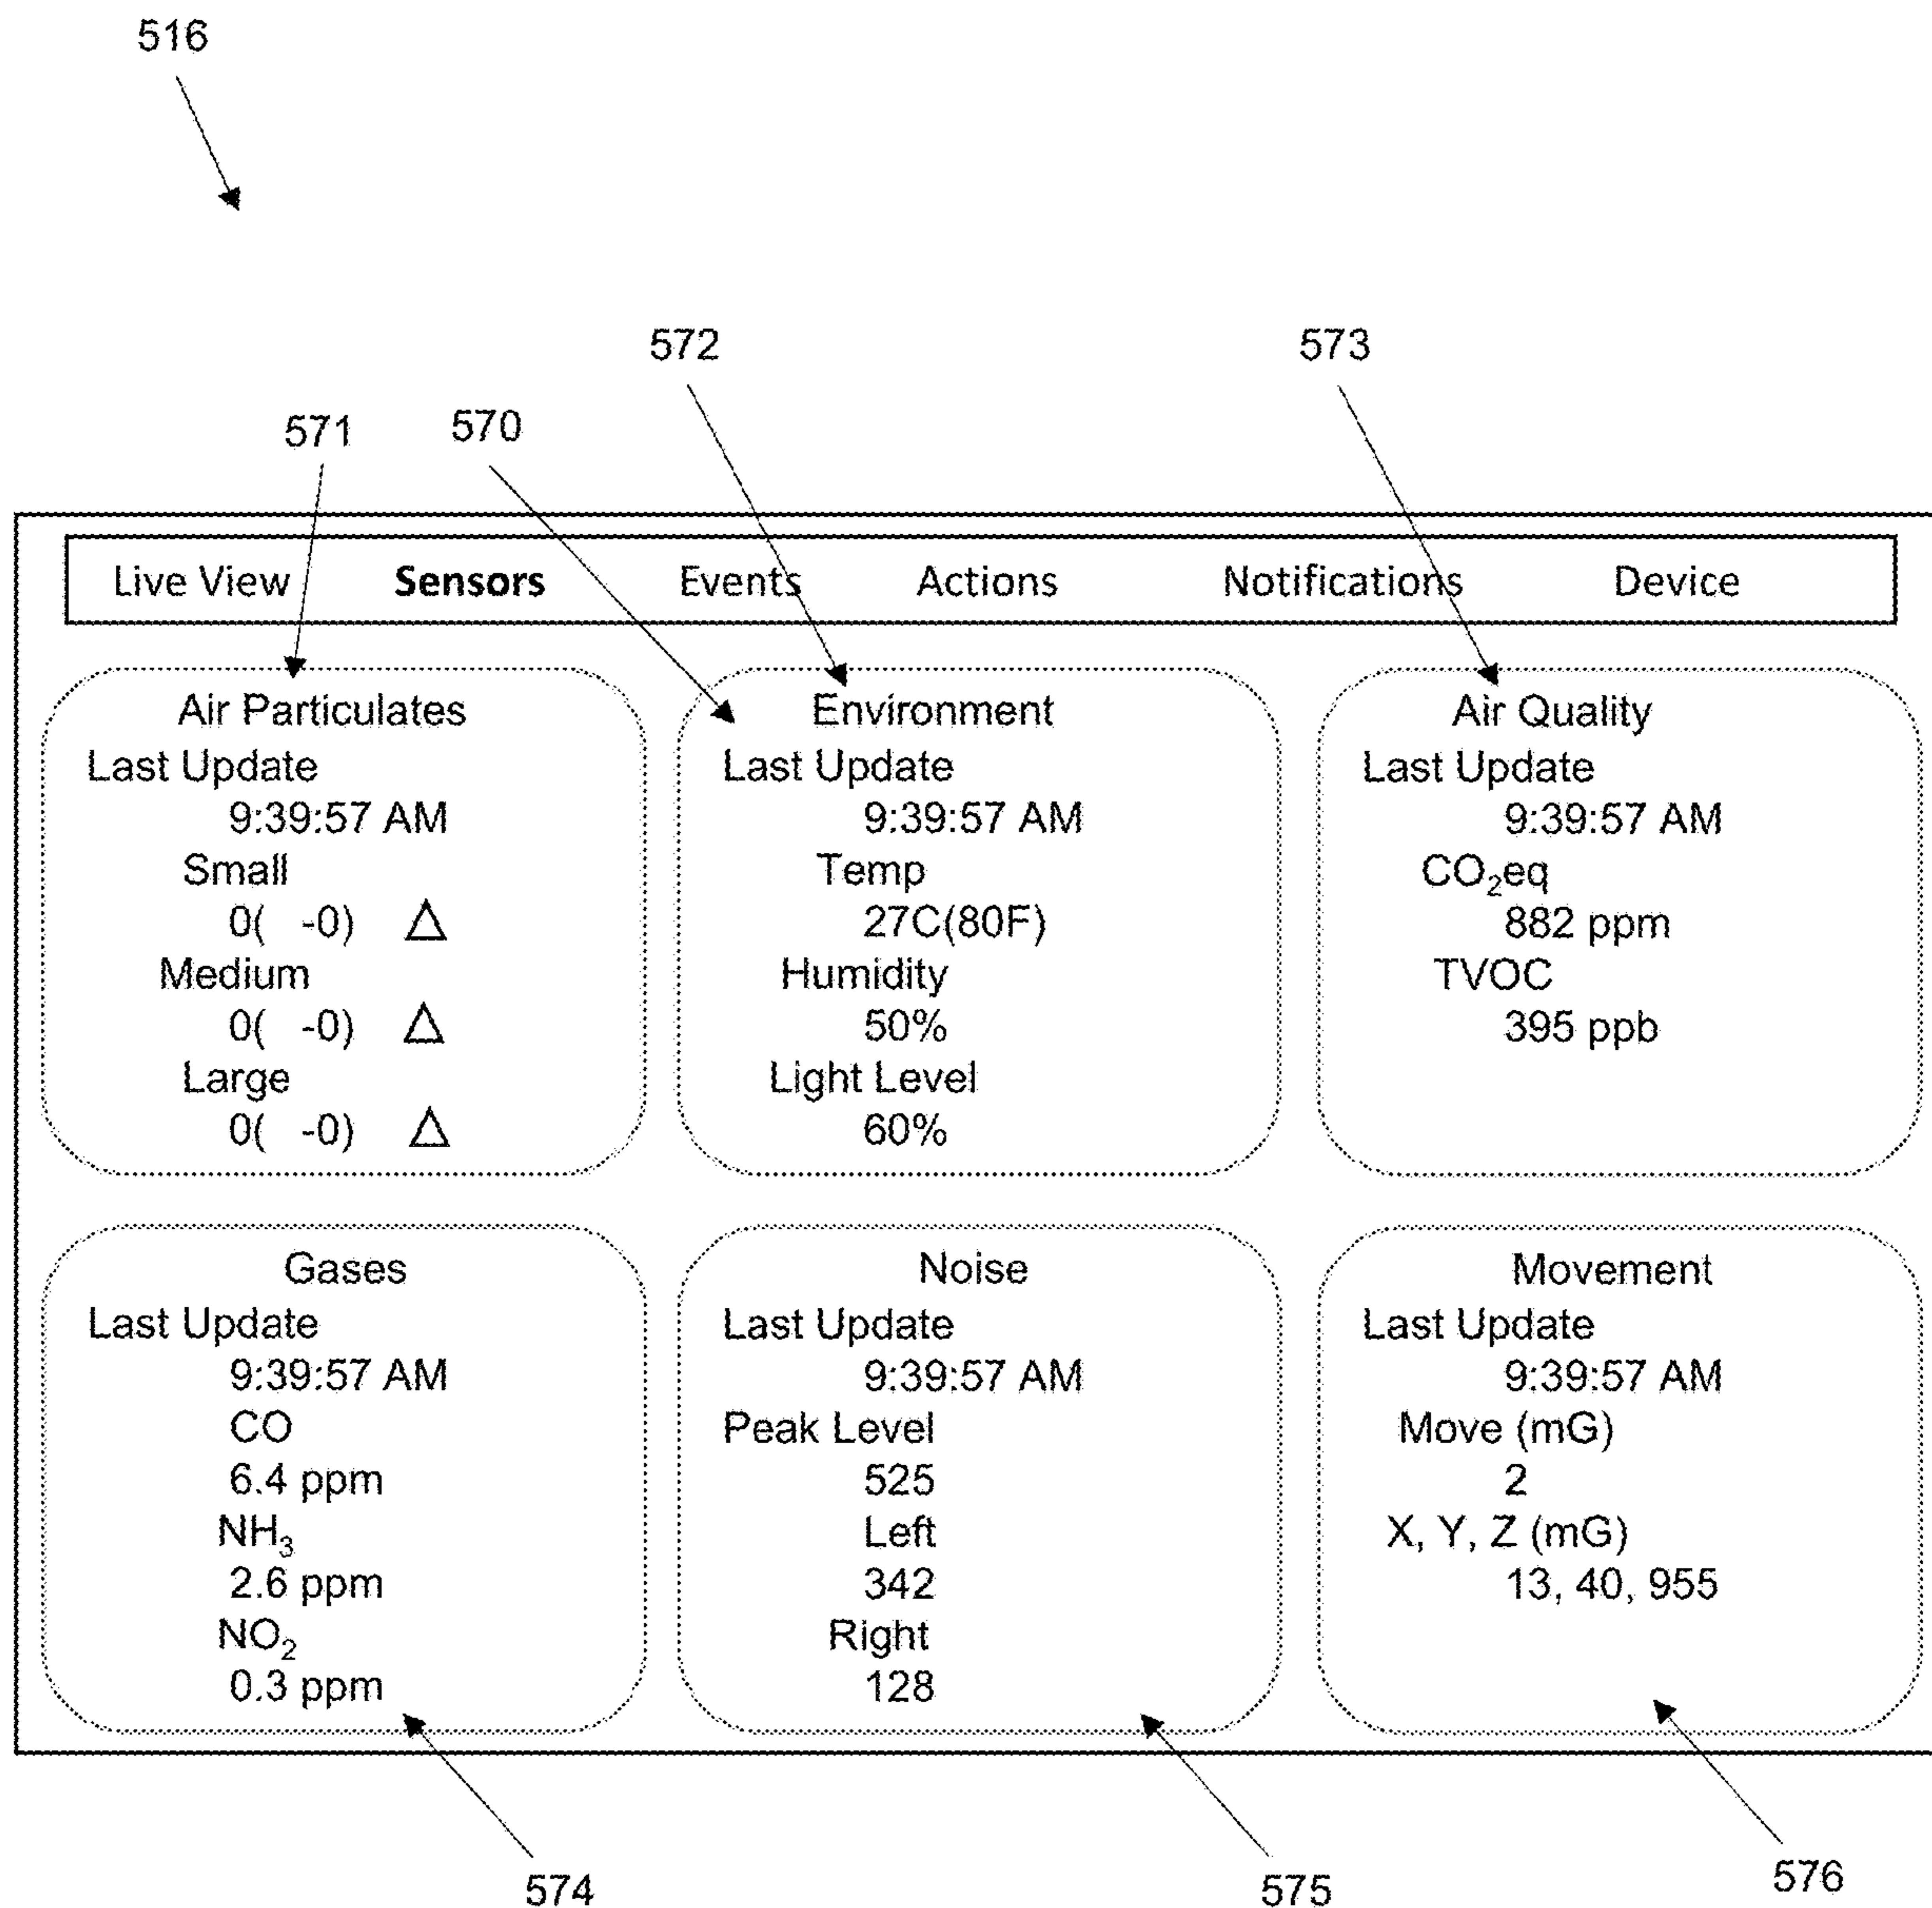 516
572
573
571
570
Live View Sensors Events Actions Notifications Device
Air Particulates
Last Update
9:39:57 AM
Small
0( -0) △
Medium
0( -0) △
Large
0( -0) △
Environment
Last Update
9:39:57 AM
Temp
27C(80F)
Humidity
50%
Light Level
60%
Air Quality
Last Update
9:39:57 AM
CO₂eq
882 ppm
TVOC
395 ppb
Gases
Last Update
9:39:57 AM
CO
6.4 ppm
NH₃
2.6 ppm
NO₂
0.3 ppm
Noise
Last Update
9:39:57 AM
Peak Level
525
Left
342
Right
128
Movement
Last Update
9:39:57 AM
Move (mG)
2
X, Y, Z (mG)
13, 40, 955
574
575
576